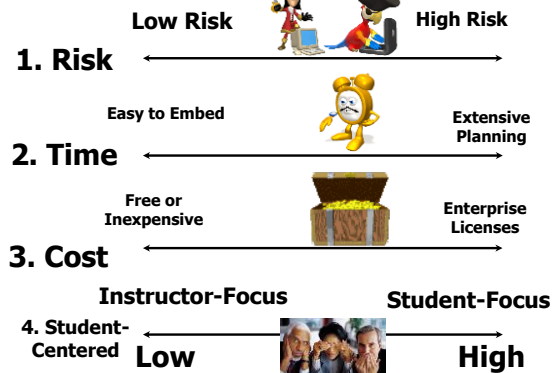 Low Risk
High Risk
1. Risk
Easy to Embed
Extensive
Planning
2. Time
Free or
Inexpensive
Enterprise
Licenses
3. Cost
Instructor-Focus
Student-Focus
4. Student-
Centered
Low
High